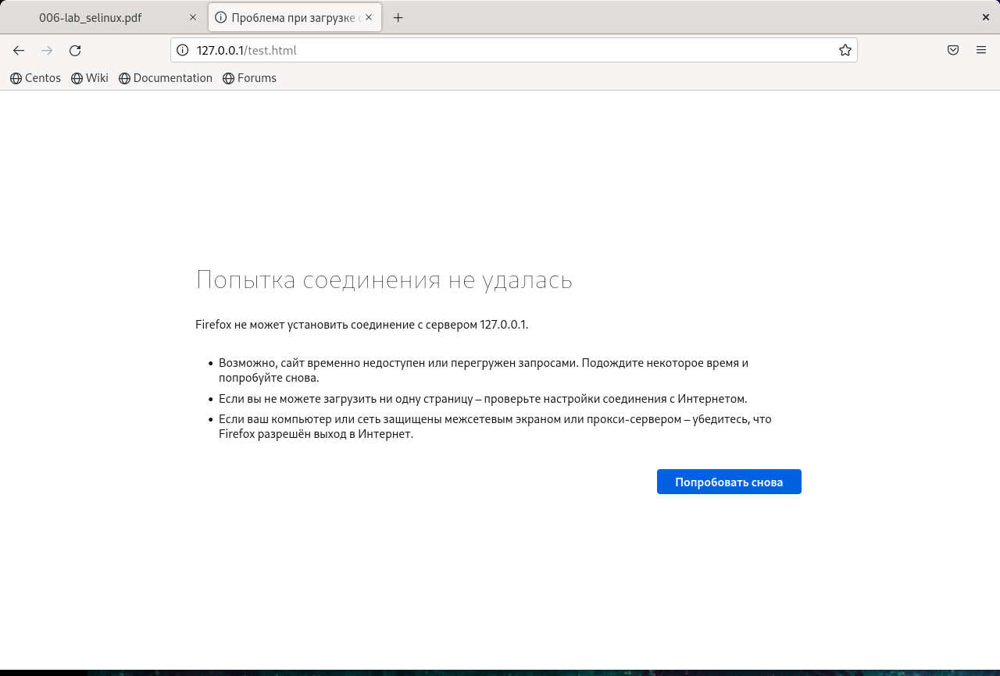 006-lab_selinux.pdf
Проблема при загрузке с
127.0.0.1/test.html
Centos Wiki Documentation Forums
Попытка соединения не удалась
Firefox не может установить соединение с сервером 127.0.0.1.
• Возможно, сайт временно недоступен или перегружен запросами. Подождите некоторое время и
попробуйте снова.
• Если вы не можете загрузить ни одну страницу – проверьте настройки соединения с Интернетом.
• Если ваш компьютер или сеть защищены межсетевым экраном или прокси-сервером – убедитесь, что
Firefox разрешён выход в Интернет.
Попробовать снова